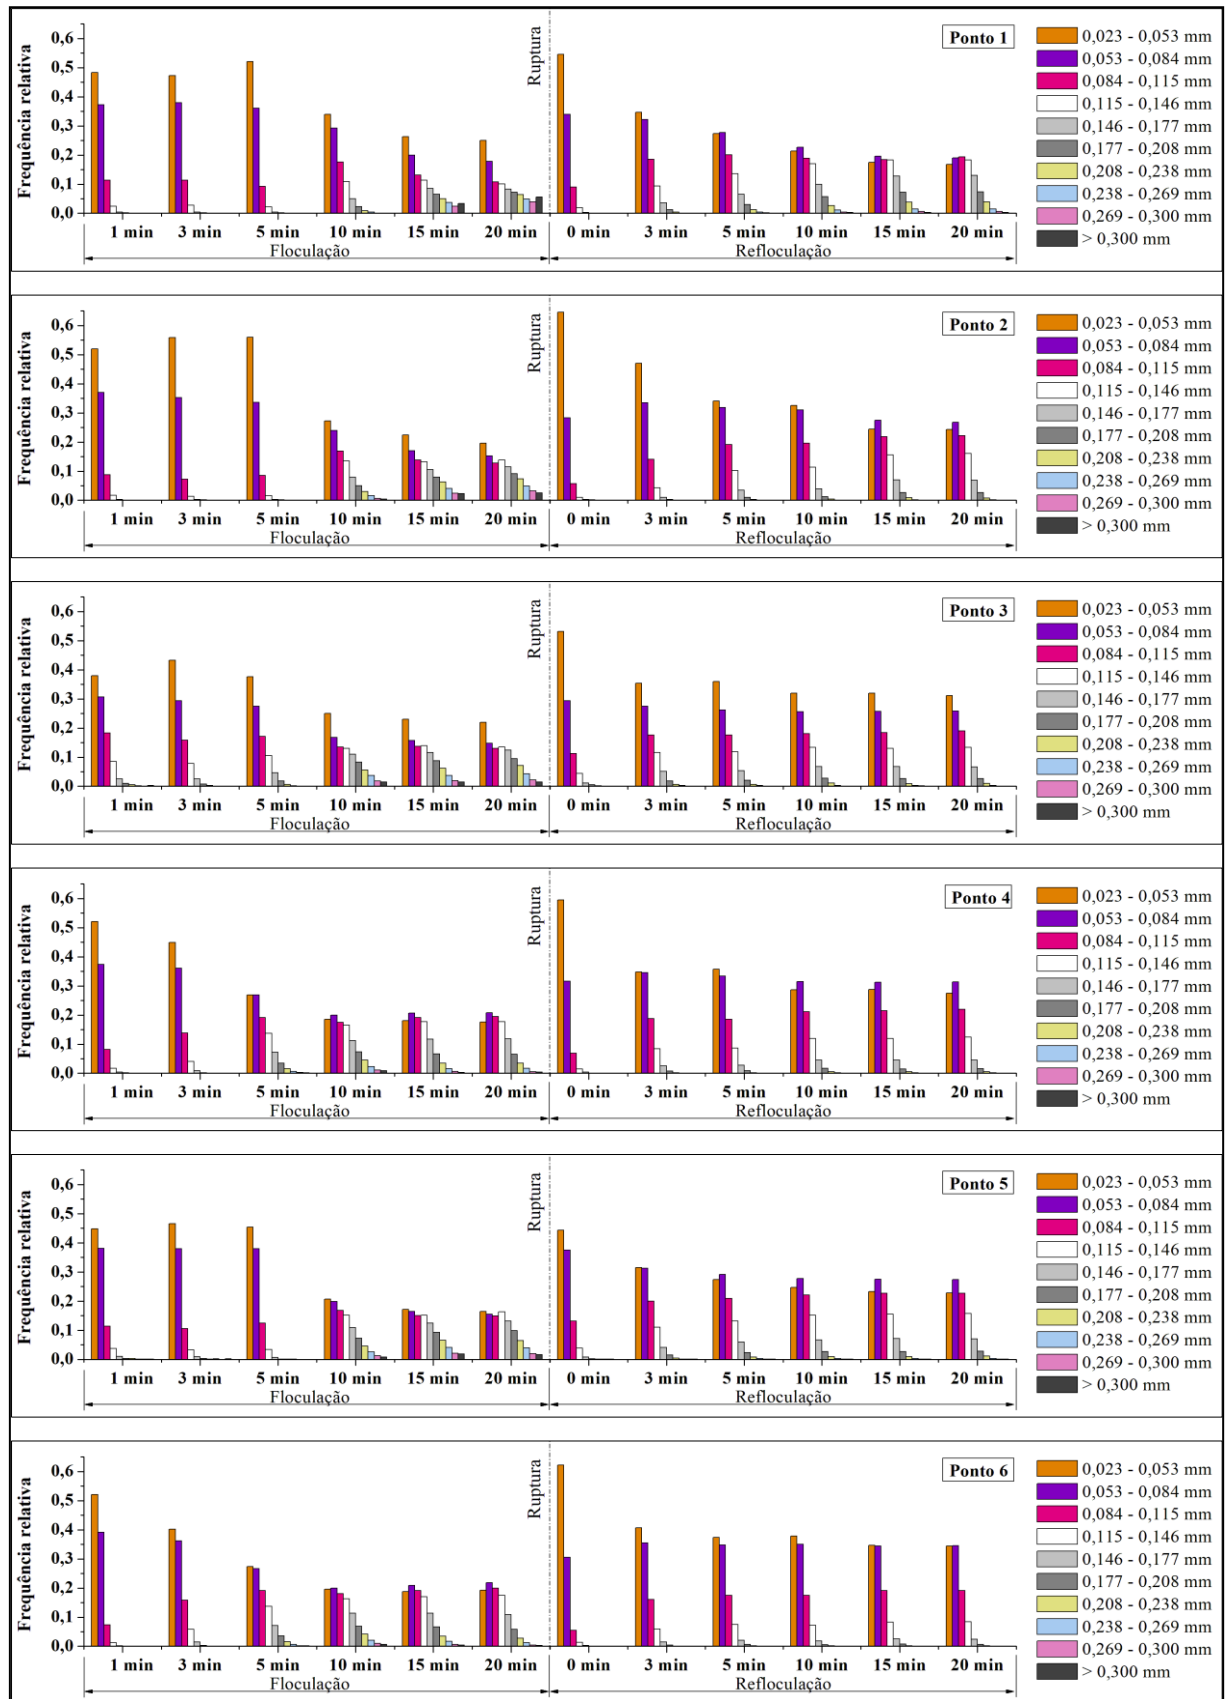 Frequência relativa
0,6
0,5
0,4
0,3
0,2
0,1
0,0
Ruptura
Ponto 1
0,023 - 0,053 mm
0,053 - 0,084 mm
0,084 - 0,115 mm
0,115 - 0,146 mm
0,146 - 0,177 mm
0,177 - 0,208 mm
0,208 - 0,238 mm
0,238 - 0,269 mm
0,269 - 0,300 mm
> 0,300 mm
1 min 3 min 5 min 10 min 15 min 20 min 0 min 3 min 5 min 10 min 15 min 20 min
Floculação Refloculação
Frequência relativa
0,6
0,5
0,4
0,3
0,2
0,1
0,0
Ruptura
Ponto 2
0,023 - 0,053 mm
0,053 - 0,084 mm
0,084 - 0,115 mm
0,115 - 0,146 mm
0,146 - 0,177 mm
0,177 - 0,208 mm
0,208 - 0,238 mm
0,238 - 0,269 mm
0,269 - 0,300 mm
> 0,300 mm
1 min 3 min 5 min 10 min 15 min 20 min 0 min 3 min 5 min 10 min 15 min 20 min
Floculação Refloculação
Frequência relativa
0,6
0,5
0,4
0,3
0,2
0,1
0,0
Ruptura
Ponto 3
0,023 - 0,053 mm
0,053 - 0,084 mm
0,084 - 0,115 mm
0,115 - 0,146 mm
0,146 - 0,177 mm
0,177 - 0,208 mm
0,208 - 0,238 mm
0,238 - 0,269 mm
0,269 - 0,300 mm
> 0,300 mm
1 min 3 min 5 min 10 min 15 min 20 min 0 min 3 min 5 min 10 min 15 min 20 min
Floculação Refloculação
Frequência relativa
0,6
0,5
0,4
0,3
0,2
0,1
0,0
Ruptura
Ponto 4
0,023 - 0,053 mm
0,053 - 0,084 mm
0,084 - 0,115 mm
0,115 - 0,146 mm
0,146 - 0,177 mm
0,177 - 0,208 mm
0,208 - 0,238 mm
0,238 - 0,269 mm
0,269 - 0,300 mm
> 0,300 mm
1 min 3 min 5 min 10 min 15 min 20 min 0 min 3 min 5 min 10 min 15 min 20 min
Floculação Refloculação
Frequência relativa
0,6
0,5
0,4
0,3
0,2
0,1
0,0
Ruptura
Ponto 5
0,023 - 0,053 mm
0,053 - 0,084 mm
0,084 - 0,115 mm
0,115 - 0,146 mm
0,146 - 0,177 mm
0,177 - 0,208 mm
0,208 - 0,238 mm
0,238 - 0,269 mm
0,269 - 0,300 mm
> 0,300 mm
1 min 3 min 5 min 10 min 15 min 20 min 0 min 3 min 5 min 10 min 15 min 20 min
Floculação Refloculação
Frequência relativa
0,6
0,5
0,4
0,3
0,2
0,1
0,0
Ruptura
Ponto 6
0,023 - 0,053 mm
0,053 - 0,084 mm
0,084 - 0,115 mm
0,115 - 0,146 mm
0,146 - 0,177 mm
0,177 - 0,208 mm
0,208 - 0,238 mm
0,238 - 0,269 mm
0,269 - 0,300 mm
> 0,300 mm
1 min 3 min 5 min 10 min 15 min 20 min 0 min 3 min 5 min 10 min 15 min 20 min
Floculação Refloculação